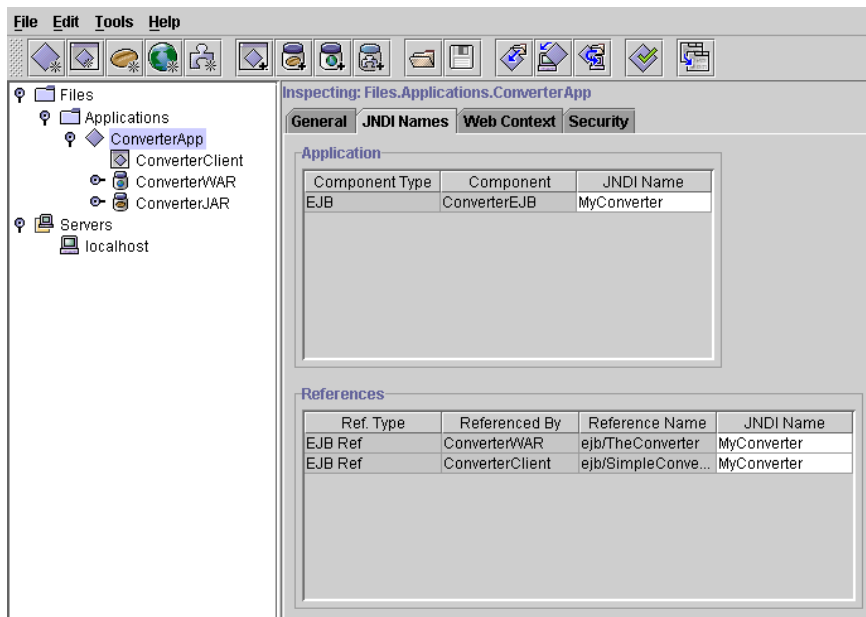 File Edit Tools Help
Files
Applications
ConverterApp
ConverterClient
ConverterWAR
ConverterJAR
Servers
localhost
Inspecting: Files.Applications.ConverterApp
General JNDI Names Web Context Security
Application
Component Type Component JNDI Name
EJB ConverterEJB MyConverter
References
Ref. Type Referenced By Reference Name JNDI Name
EJB Ref ConverterWAR ejb/TheConverter MyConverter
EJB Ref ConverterClient ejb/SimpleConve... MyConverter